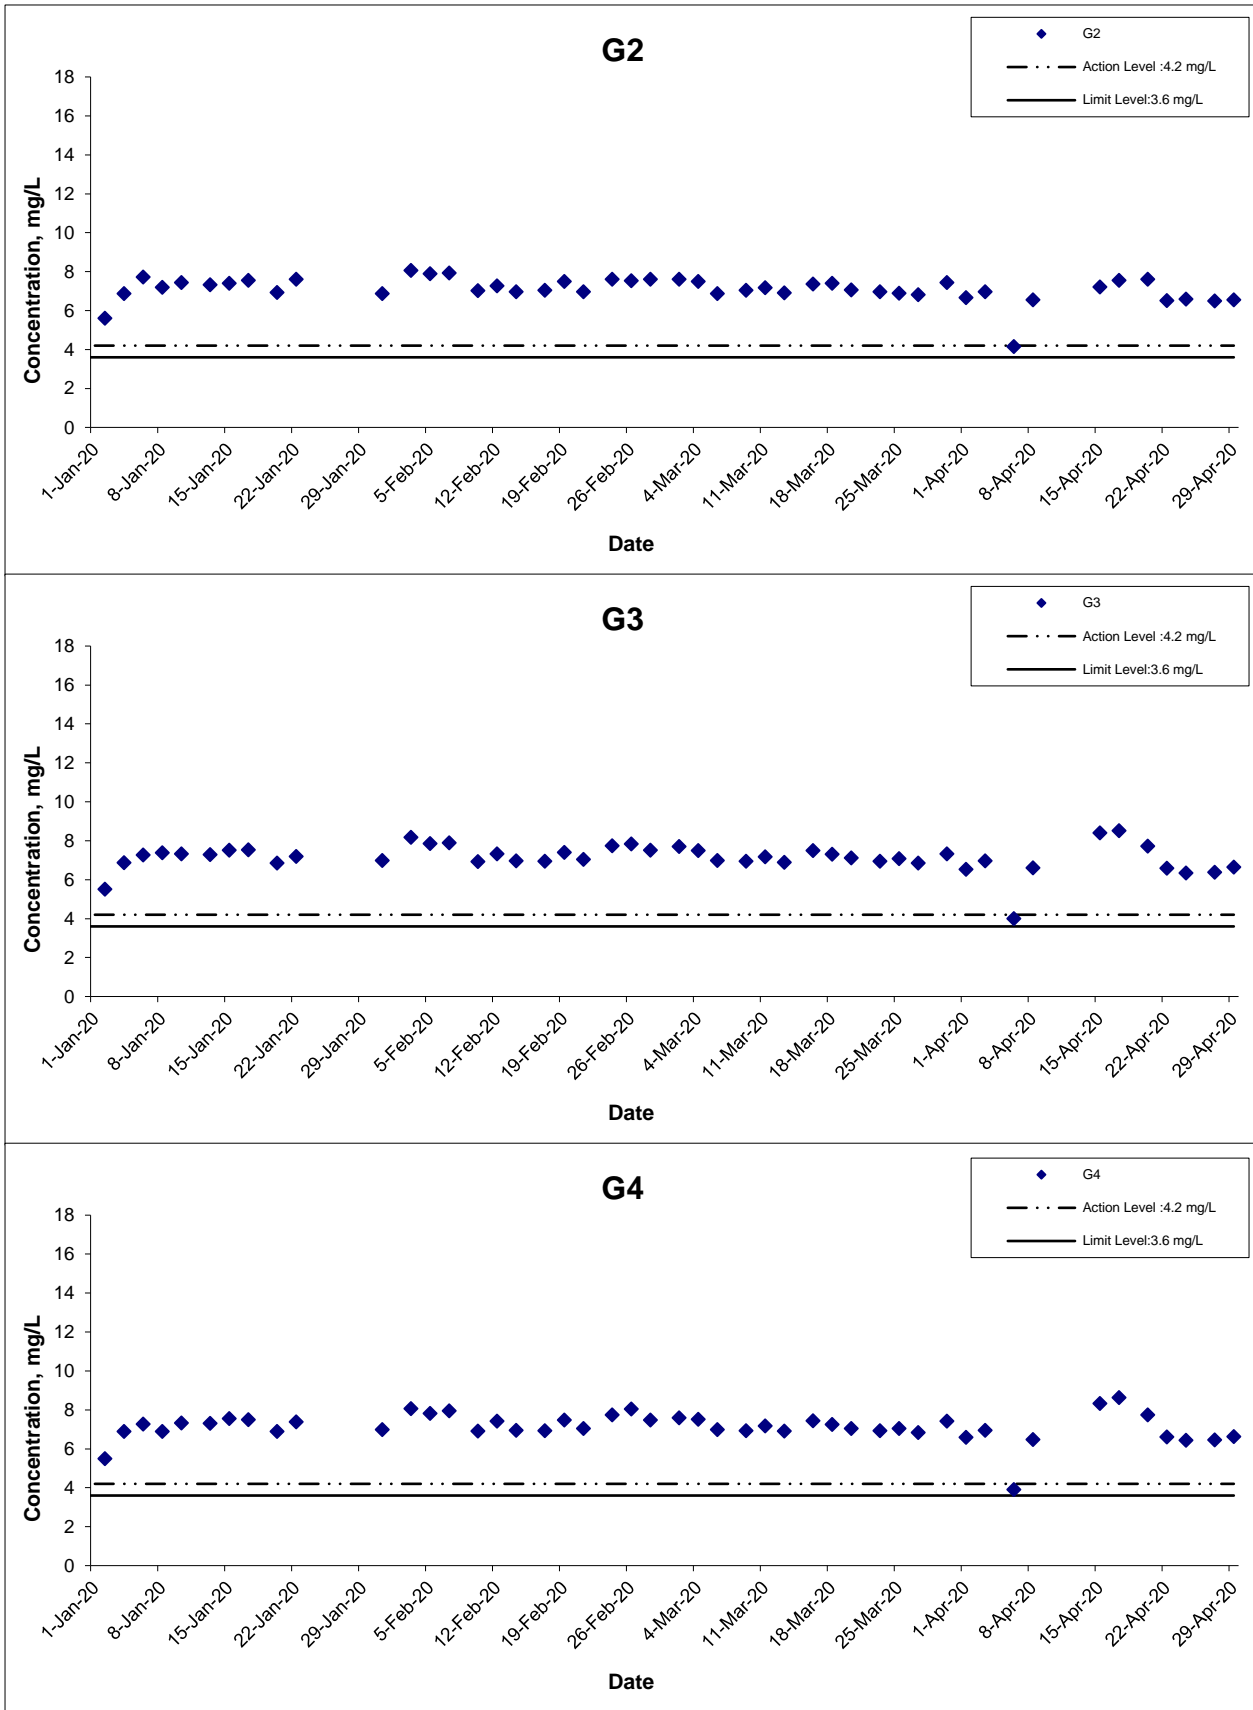 G2
G2
Action Level :4.2 mg/L
Limit Level:3.6 mg/L
Concentration, mg/L
18
16
14
12
10
8
6
4
2
0
1-Jan-20
8-Jan-20
15-Jan-20
22-Jan-20
29-Jan-20
5-Feb-20
12-Feb-20
19-Feb-20
26-Feb-20
4-Mar-20
11-Mar-20
18-Mar-20
25-Mar-20
1-Apr-20
8-Apr-20
15-Apr-20
22-Apr-20
29-Apr-20
Date
G3
G3
Action Level :4.2 mg/L
Limit Level:3.6 mg/L
Concentration, mg/L
18
16
14
12
10
8
6
4
2
0
1-Jan-20
8-Jan-20
15-Jan-20
22-Jan-20
29-Jan-20
5-Feb-20
12-Feb-20
19-Feb-20
26-Feb-20
4-Mar-20
11-Mar-20
18-Mar-20
25-Mar-20
1-Apr-20
8-Apr-20
15-Apr-20
22-Apr-20
29-Apr-20
Date
G4
G4
Action Level :4.2 mg/L
Limit Level:3.6 mg/L
Concentration, mg/L
18
16
14
12
10
8
6
4
2
0
1-Jan-20
8-Jan-20
15-Jan-20
22-Jan-20
29-Jan-20
5-Feb-20
12-Feb-20
19-Feb-20
26-Feb-20
4-Mar-20
11-Mar-20
18-Mar-20
25-Mar-20
1-Apr-20
8-Apr-20
15-Apr-20
22-Apr-20
29-Apr-20
Date